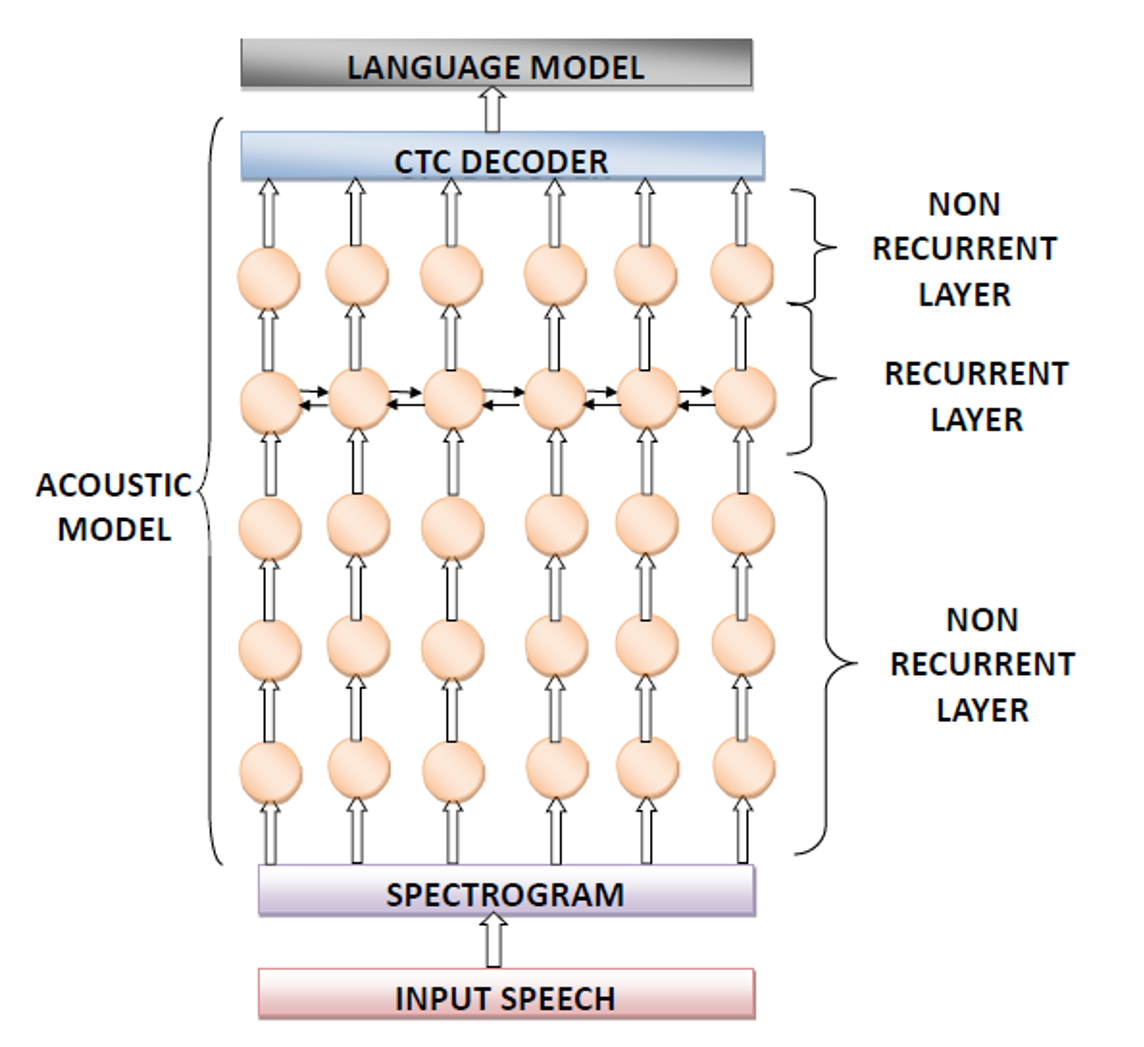 LANGUAGE MODEL
CTC DECODER
NON
RECURRENT
LAYER
RECURRENT
LAYER
ACOUSTIC
MODEL
NON
RECURRENT
LAYER
SPECTROGRAM
INPUT SPEECH